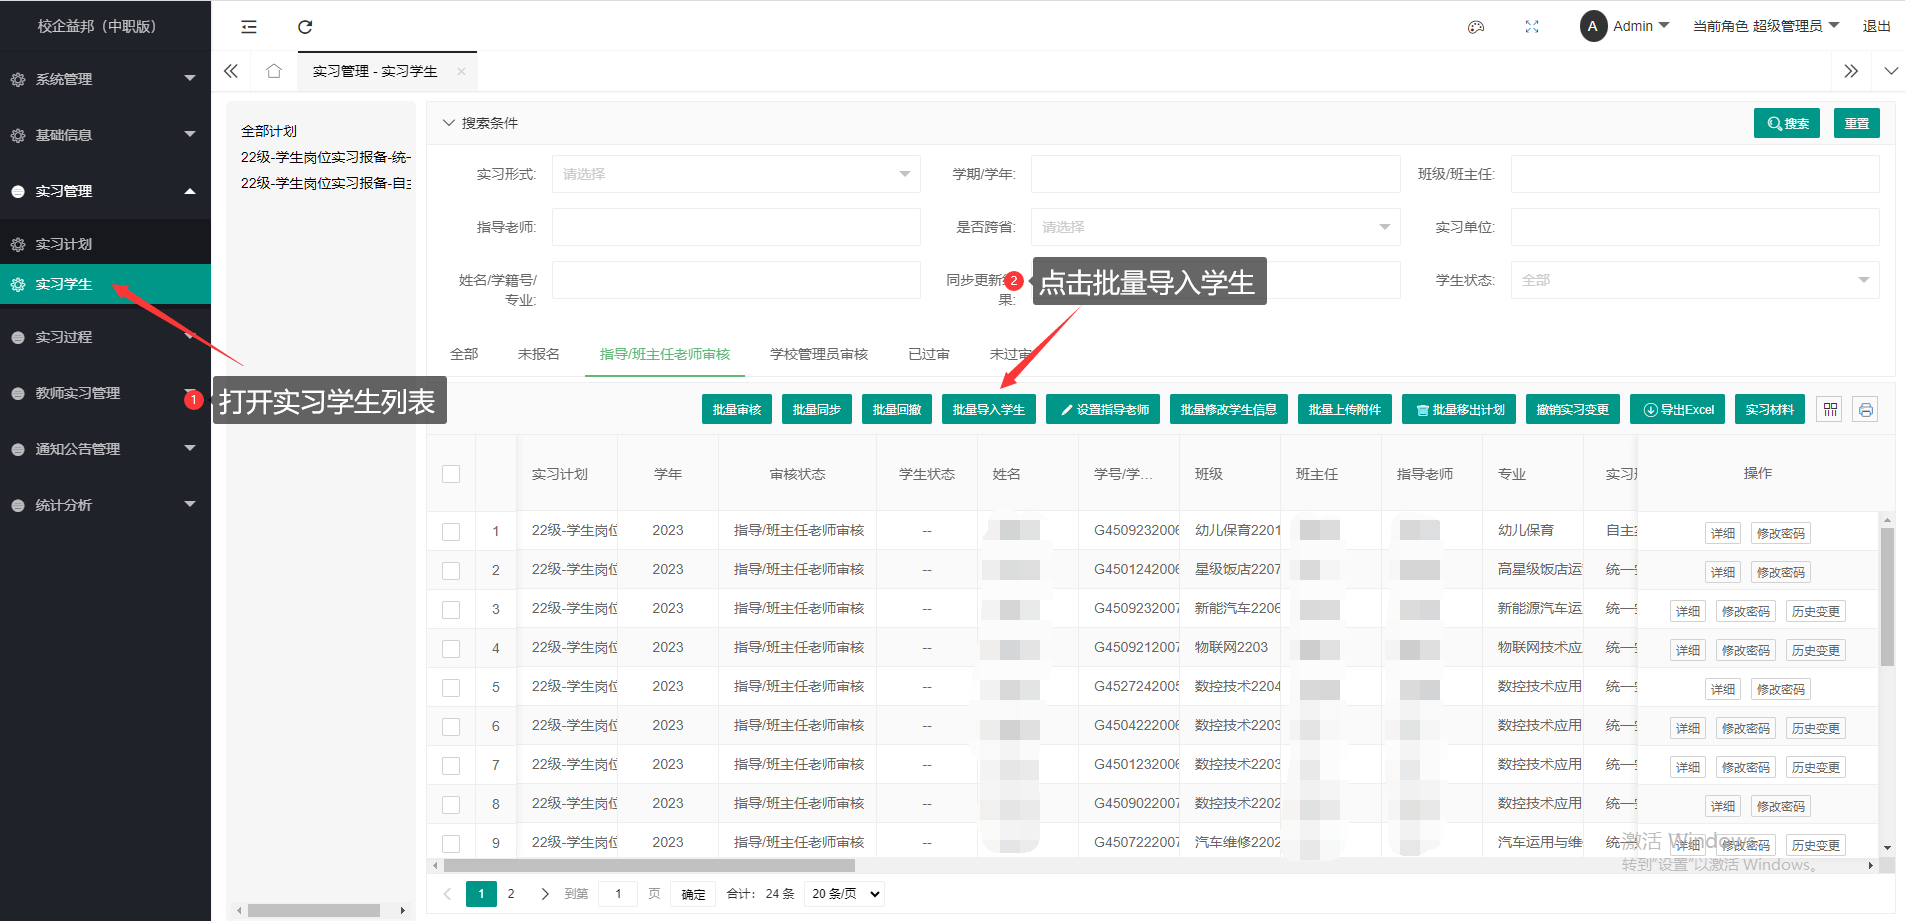 校企益邦（中职版）
Admin
当前角色 超级管理员
退出
系统管理
基础信息
实习管理
实习计划
实习学生
实习过程
教师实习管理
通知公告管理
统计分析
实习管理 - 实习学生
全部计划
22级-学生岗位实习报备-统一
22级-学生岗位实习报备-自主
搜索条件
搜索
重置
实习形式: 请选择
学期/学年:
班级/班主任:
指导老师:
是否跨省: 请选择
实习单位:
姓名/学籍号/
专业:
同步更新结
果:
学生状态: 全部
1 打开实习学生列表
2 点击批量导入学生
全部 未报名 指导/班主任老师审核 学校管理员审核 已过审 未过审
批量审核 批量同步 批量回撤 批量导入学生 设置指导老师 批量修改学生信息 批量上传附件 批量移出计划 撤销实习变更 导出Excel 实习材料
实习计划 学年 审核状态 学生状态 姓名 学号/学... 班级 班主任 指导老师 专业 实习 操作
1 22级-学生岗位 2023 指导/班主任老师审核 -- G4509232006 幼儿保育2201 幼儿保育 自主 详细 修改密码
2 22级-学生岗位 2023 指导/班主任老师审核 -- G4501242006 星级饭店2207 高星级饭店运 统一 详细 修改密码
3 22级-学生岗位 2023 指导/班主任老师审核 -- G4509232007 新能汽车2206 新能源汽车运 统一 详细 修改密码 历史变更
4 22级-学生岗位 2023 指导/班主任老师审核 -- G4509212007 物联网2203 物联网技术应 统一 详细 修改密码 历史变更
5 22级-学生岗位 2023 指导/班主任老师审核 -- G4527242005 数控技术2204 数控技术应用 统一 详细 修改密码
6 22级-学生岗位 2023 指导/班主任老师审核 -- G4504222006 数控技术2203 数控技术应用 统一 详细 修改密码 历史变更
7 22级-学生岗位 2023 指导/班主任老师审核 -- G4501232006 数控技术2203 数控技术应用 统一 详细 修改密码 历史变更
8 22级-学生岗位 2023 指导/班主任老师审核 -- G4509022007 数控技术2202 数控技术应用 统一 详细 修改密码
9 22级-学生岗位 2023 指导/班主任老师审核 -- G4507222007 汽车维修2202 汽车运用与维 统一 详细 修改密码 历史变更
激活 Windows
转到"设置"以激活 Windows。
1 2 到第 1 页 确定 合计： 24 条 20 条/页